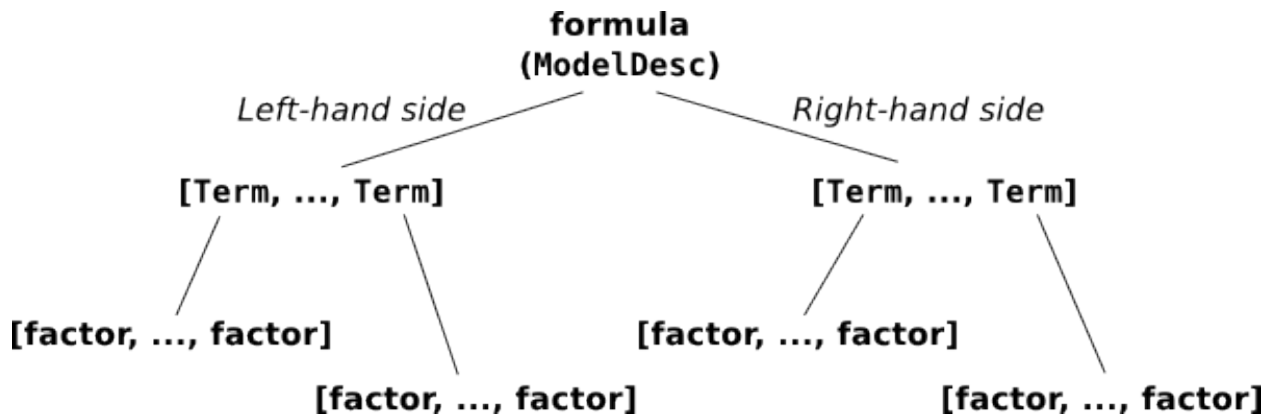 formula
(ModelDesc)
Left-hand side
Right-hand side
[Term, ..., Term]
[Term, ..., Term]
[factor, ..., factor]
[factor, ..., factor]
[factor, ..., factor]
[factor, ..., factor]